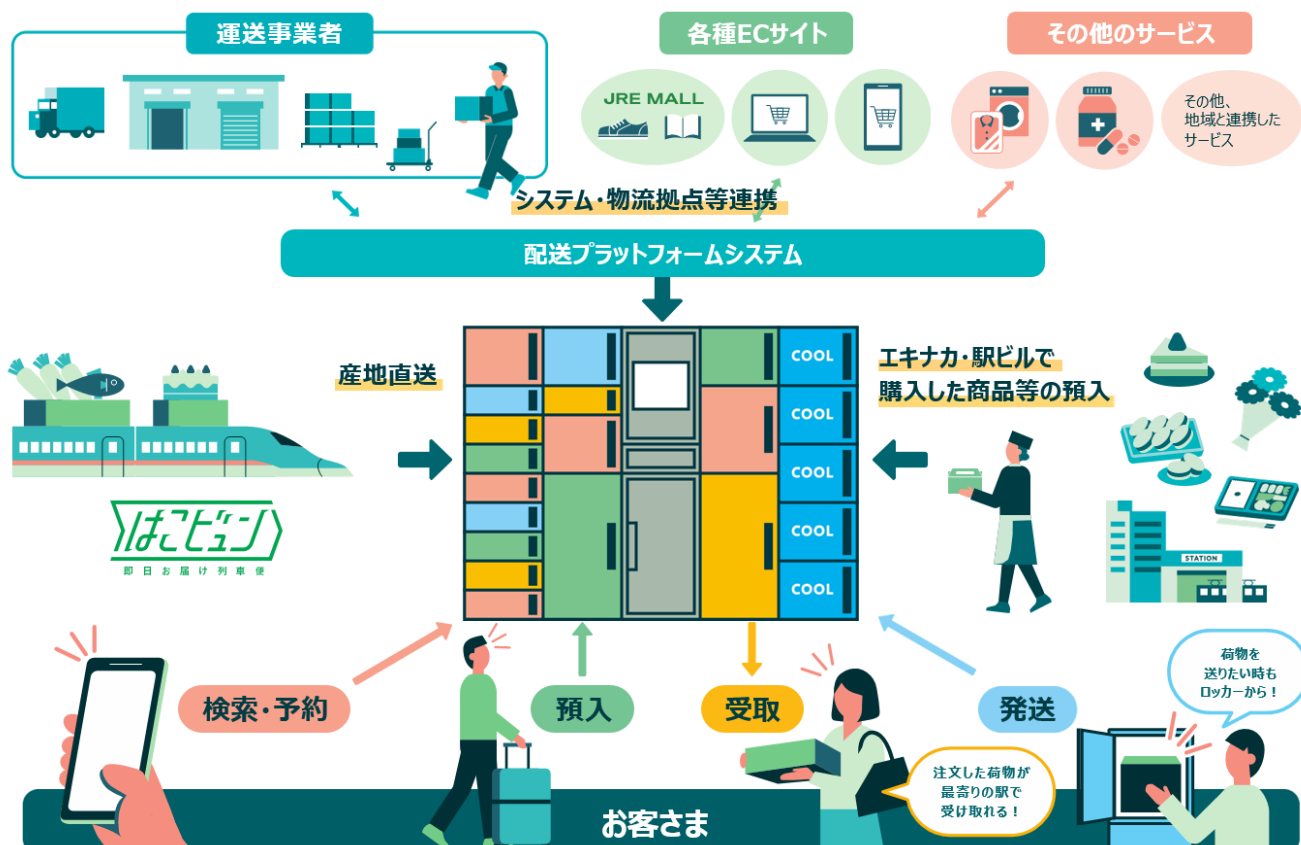 運送事業者
各種ECサイト
その他のサービス
JRE MALL
その他、
地域と連携した
サービス
システム・物流拠点等連携
配送プラットフォームシステム
産地直送
エキナカ・駅ビルで
購入した商品等の預入
COOL
COOL
COOL
COOL
COOL
はこビュン
即日お届け列車便
STATION
検索・予約
預入
受取
発送
荷物を
送りたい時も
ロッカーから！
注文した荷物が
最寄りの駅で
受け取れる！
お客さま